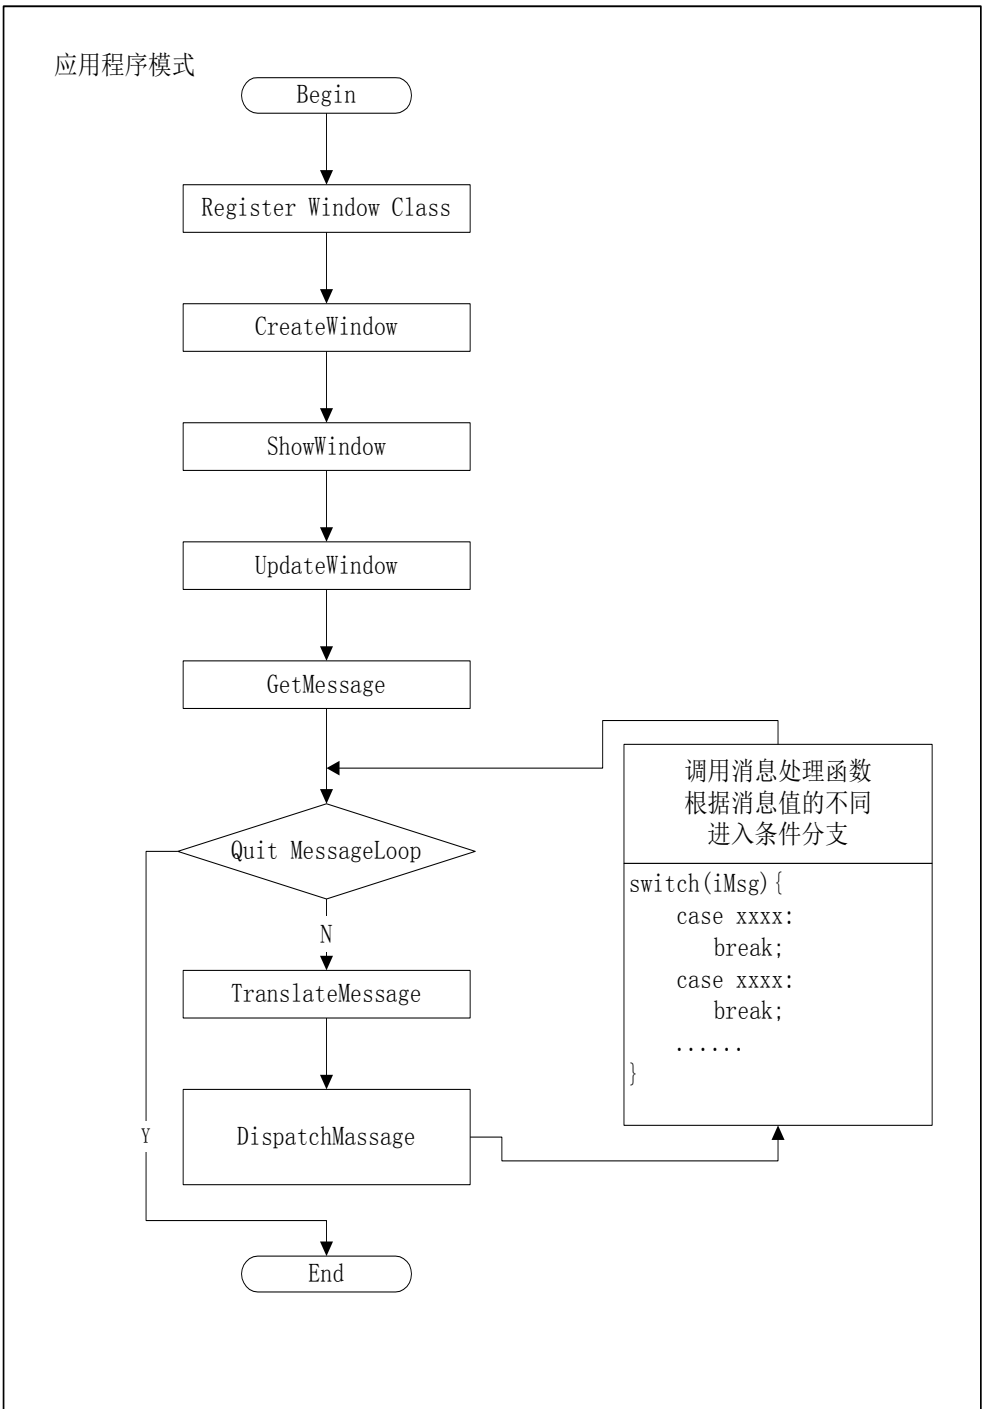 应用程序模式
Begin
Register Window Class
CreateWindow
ShowWindow
UpdateWindow
GetMessage
Quit MessageLoop
N
TranslateMessage
DispatchMassage
Y
End
调用消息处理函数
根据消息值的不同
进入条件分支
switch(iMsg){
case xxxx:
break;
case xxxx:
break;
......
}